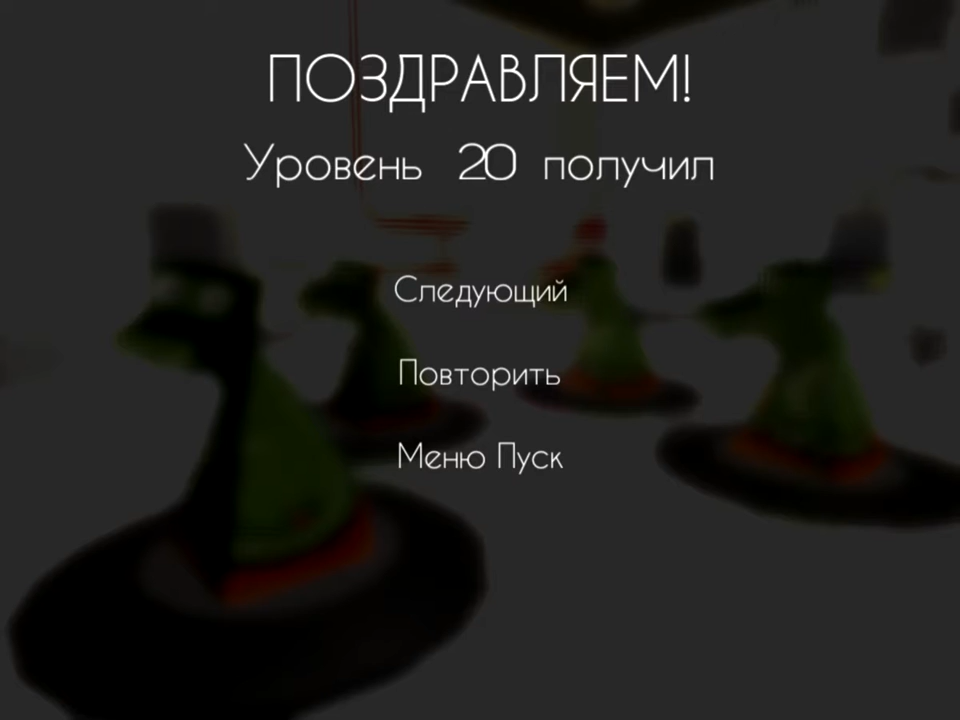 ПОЗДРАВЛЯЕМ!
Уровень 20 получил
Следующий
Повторить
Меню Пуск